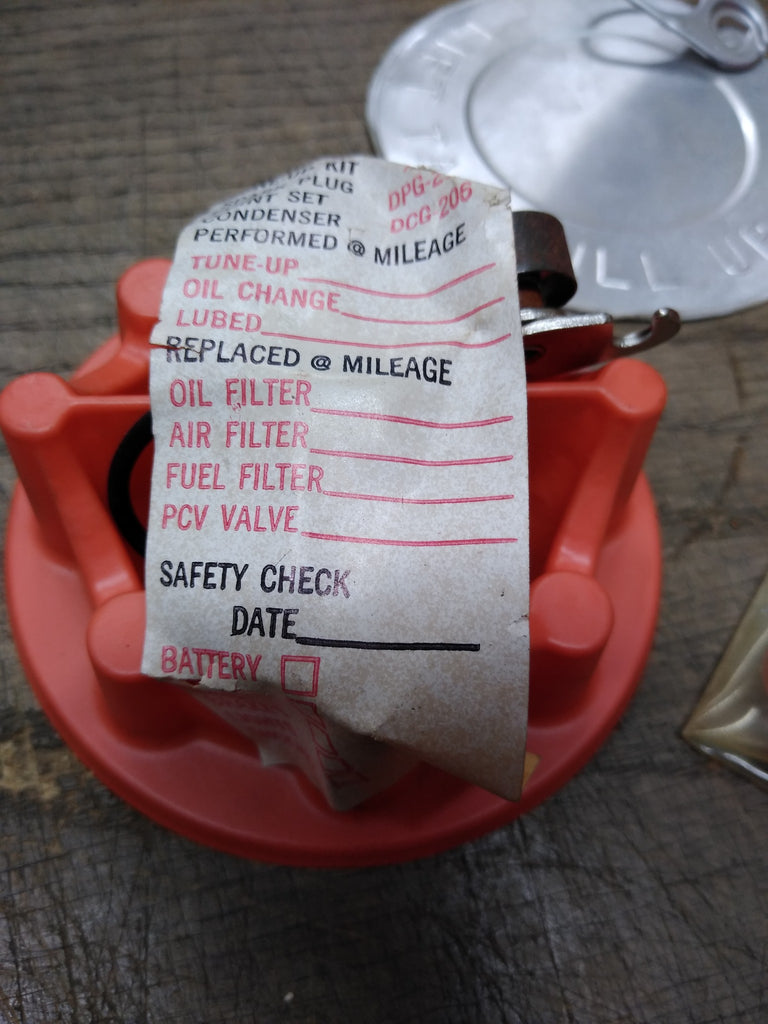 KIT
PLUG
SET
CONDENSER
DCG 206
PERFORMED @ MILEAGE
TUNE-UP
OIL CHANGE
LUBED
REPLACED @ MILEAGE
OIL FILTER
AIR FILTER
FUEL FILTER
PCV VALVE
SAFETY CHECK
DATE
BATTERY